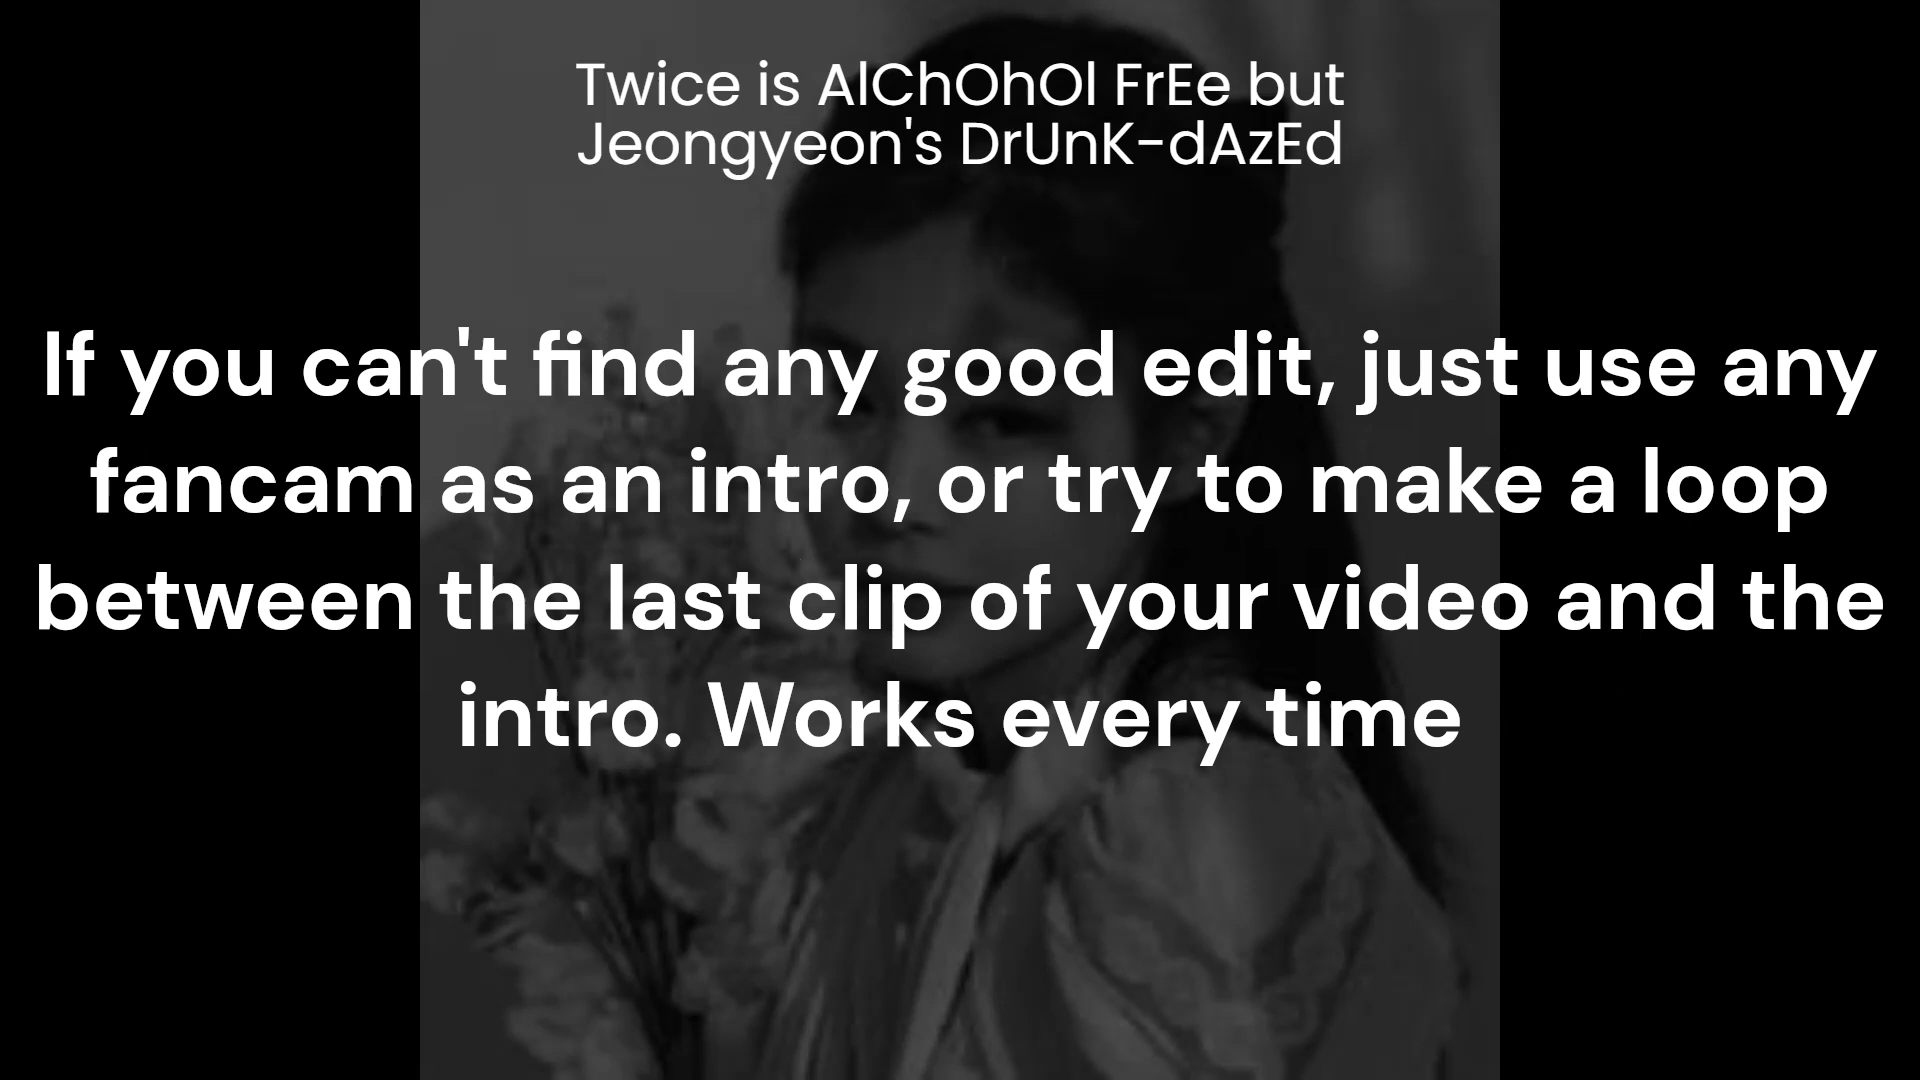 Twice is AlChOhOl FrEe but
Jeongyeon's DrUnK-dAzEd
If you can't find any good edit, just use any
fancam as an intro, or try to make a loop
between the last clip of your video and the
intro. Works every time